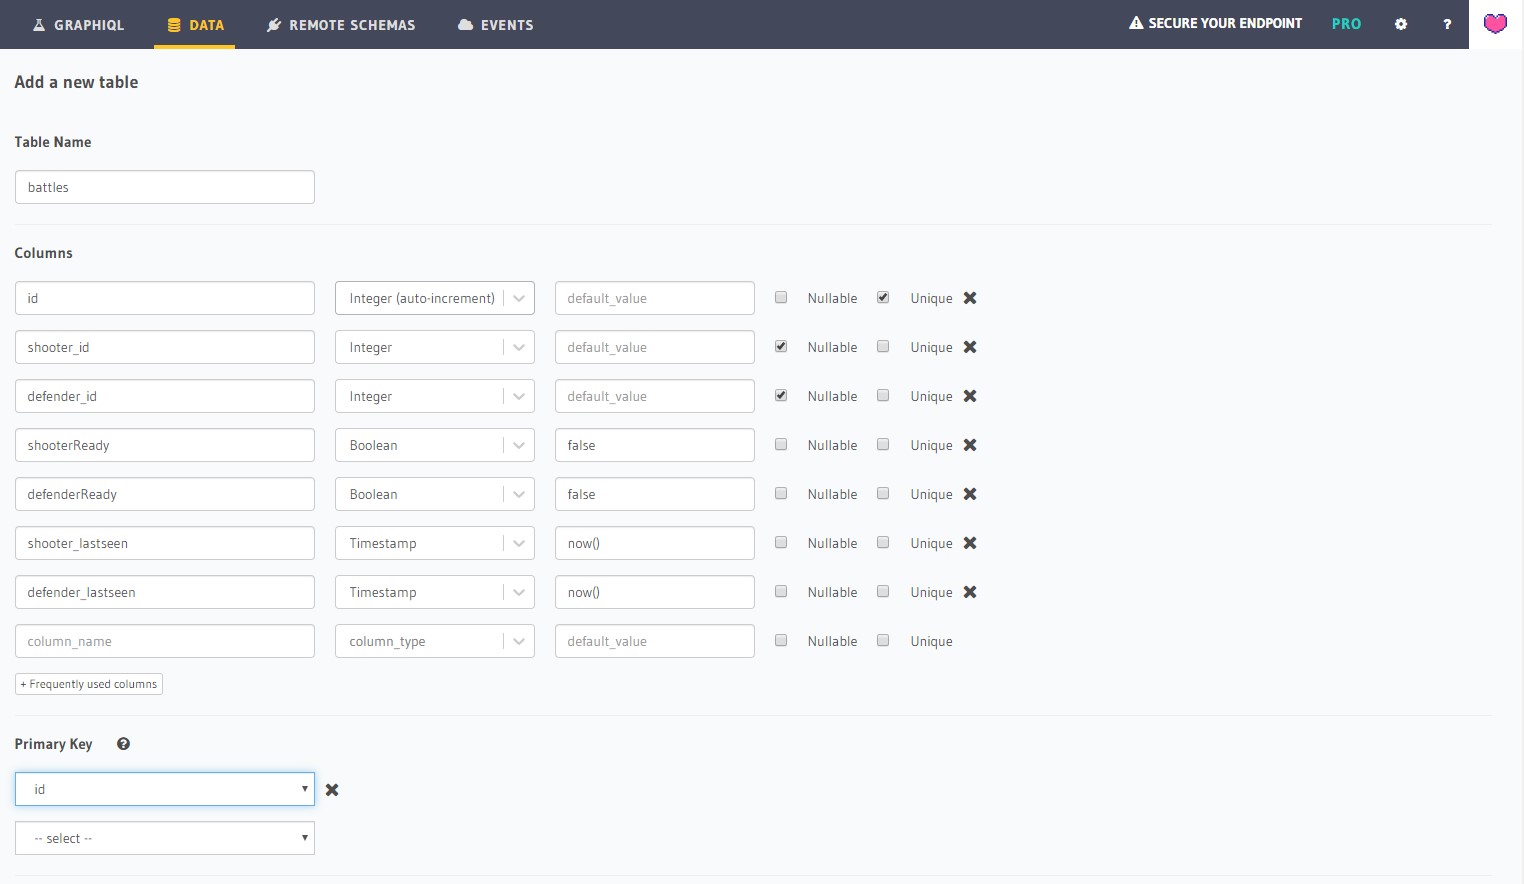 GRAPHIQL DATA REMOTE SCHEMAS EVENTS SECURE YOUR ENDPOINT PRO ?
Add a new table
Table Name
battles
Columns
id Integer (auto-increment) default_value Nullable Unique
shooter_id Integer default_value Nullable Unique
defender_id Integer default_value Nullable Unique
shooterReady Boolean false Nullable Unique
defenderReady Boolean false Nullable Unique
shooter_lastseen Timestamp now() Nullable Unique
defender_lastseen Timestamp now() Nullable Unique
column_name column_type default_value Nullable Unique
+ Frequently used columns
Primary Key ?
id
-- select --